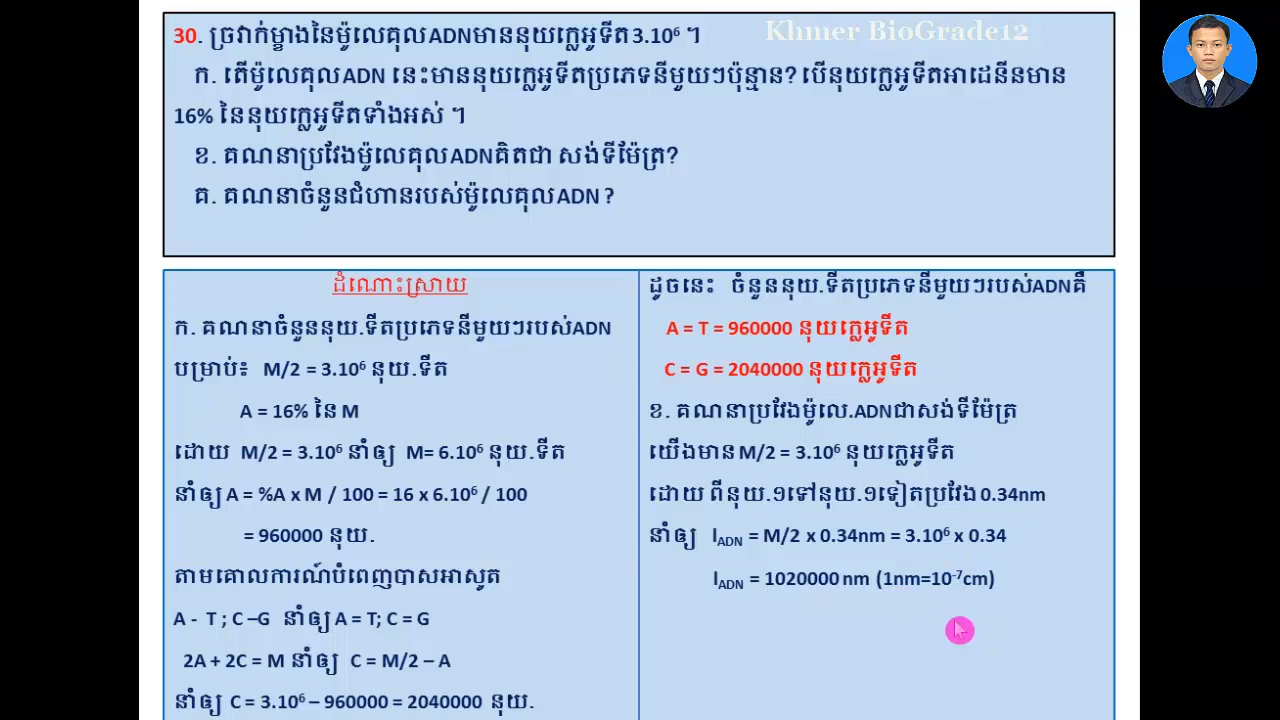 Khmer BioGrade12
30. ច្រវាក់ម្ខាងនៃម៉ូលេគុលADNមាននុយក្លេអូទីត3.10⁶ ។
ក. តើម៉ូលេគុលADN នេះមាននុយក្លេអូទីតប្រភេទនីមួយៗប៉ុន្មាន? បើនុយក្លេអូទីតអាដេនីនមាន
16% នៃនុយក្លេអូទីតទាំងអស់ ។
ខ. គណនាប្រវែងម៉ូលេគុលADNគិតជា សង់ទីម៉ែត្រ?
គ. គណនាចំនួនជំហានរបស់ម៉ូលេគុលADN ?
ដំណោះស្រាយ
ក. គណនាចំនួននុយ.ទីតប្រភេទនីមួយៗរបស់ADN
បម្រាប់៖ M/2 = 3.10⁶ នុយ.ទីត
A = 16% នៃ M
ដោយ M/2 = 3.10⁶ នាំឲ្យ M= 6.10⁶ នុយ.ទីត
នាំឲ្យ A = %A x M / 100 = 16 x 6.10⁶ / 100
= 960000 នុយ.
តាមគោលការណ៍បំពេញបាសអាសូត
A - T ; C –G នាំឲ្យ A = T; C = G
2A + 2C = M នាំឲ្យ C = M/2 – A
នាំឲ្យ C = 3.10⁶ – 960000 = 2040000 នុយ.
ដូចនេះ ចំនួននុយ.ទីតប្រភេទនីមួយៗរបស់ADNគឺ
A = T = 960000 នុយក្លេអូទីត
C = G = 2040000 នុយក្លេអូទីត
ខ. គណនាប្រវែងម៉ូលេ.ADNជាសង់ទីម៉ែត្រ
យើងមាន M/2 = 3.10⁶ នុយក្លេអូទីត
ដោយ ពីនុយ.១ទៅនុយ.១ទៀតប្រវែង 0.34nm
នាំឲ្យ lADN = M/2 x 0.34nm = 3.10⁶ x 0.34
lADN = 1020000 nm (1nm=10⁻⁷cm)